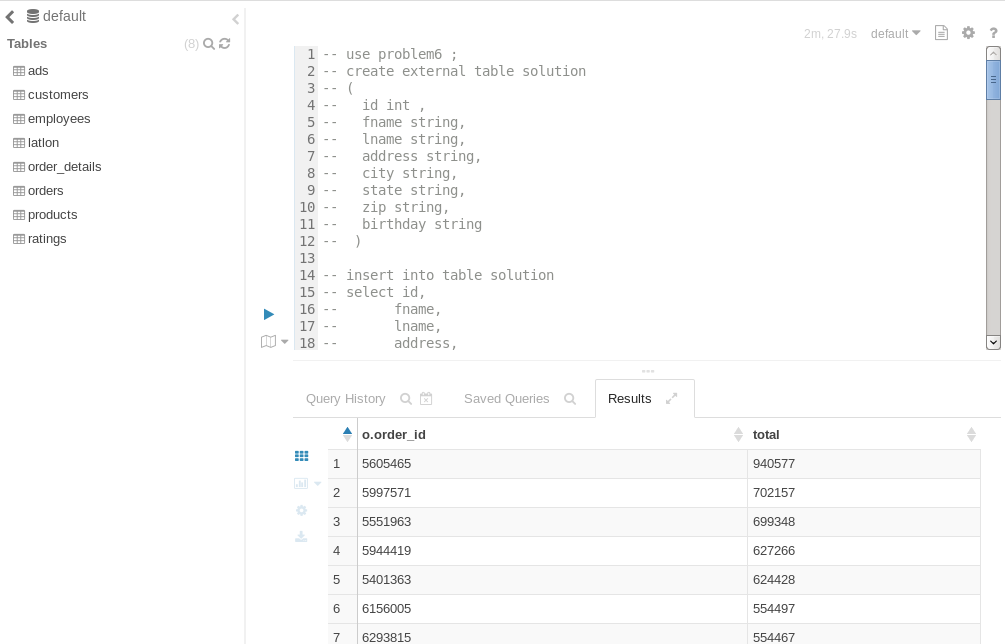 default
Tables (8)
ads
customers
employees
latlon
order_details
orders
products
ratings
2m, 27.9s default ?
1 -- use problem6 ;
2 -- create external table solution
3 -- (
4 --   id int ,
5 --   fname string,
6 --   lname string,
7 --   address string,
8 --   city string,
9 --   state string,
10 --   zip string,
11 --   birthday string
12 --  )
13
14 -- insert into table solution
15 -- select id,
16 --       fname,
17 --       lname,
18 --       address,
Query History Saved Queries Results
o.order_id total
1 5605465 940577
2 5997571 702157
3 5551963 699348
4 5944419 627266
5 5401363 624428
6 6156005 554497
7 6293815 554467